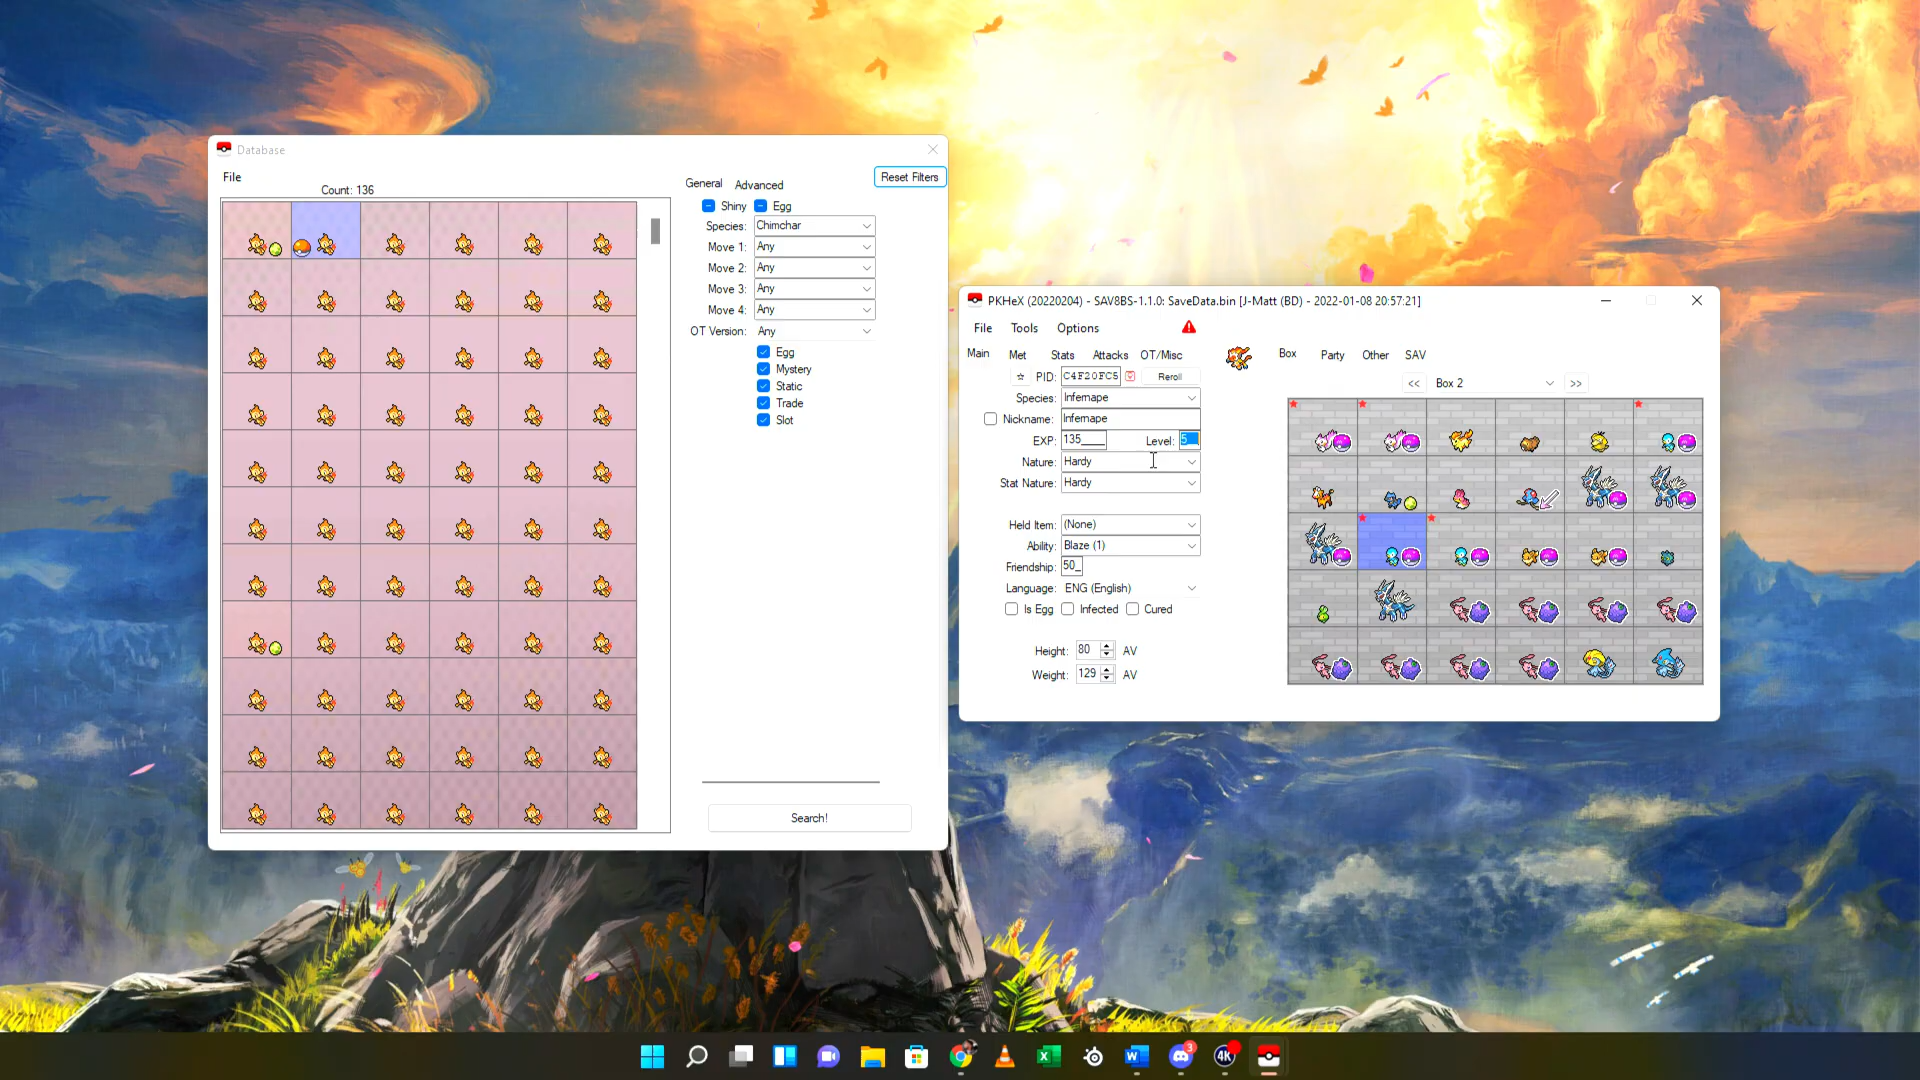 Database
File
Count: 136
General
Advanced
Reset Filters
Shiny
Egg
Species:
Chimchar
Move 1:
Any
Move 2:
Any
Move 3:
Any
Move 4:
Any
OT Version:
Any
Egg
Mystery
Static
Trade
Slot
Search!
PKHeX (20220204) - SAV8BS-1.1.0: SaveData.bin [J-Matt (BD) - 2022-01-08 20:57:21]
File
Tools
Options
Main
Met
Stats
Attacks
OT/Misc
PID:
C4F20FC5
Reroll
Species:
Infernape
Nickname:
Infernape
EXP:
135____
Level:
5
Nature:
Hardy
Stat Nature:
Hardy
Held Item:
(None)
Ability:
Blaze (1)
Friendship:
50_
Language:
ENG (English)
Is Egg
Infected
Cured
Height:
80
AV
Weight:
129
AV
Box
Party
Other
SAV
<<
Box 2
>>
3
4K